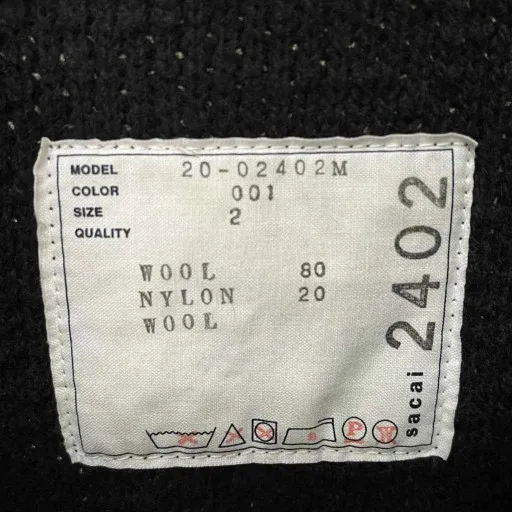 MODEL 20-02402M
COLOR 001
SIZE 2
QUALITY
WOOL 80
NYLON 20
WOOL
P W
sacai 2402